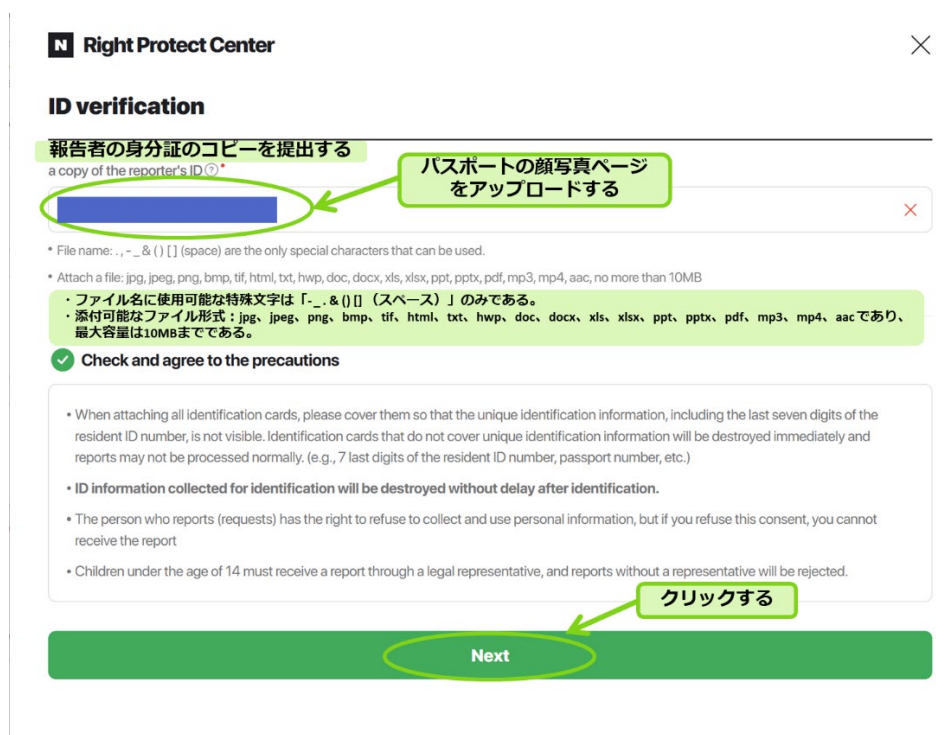 N Right Protect Center
ID verification
報告者の身分証のコピーを提出する
a copy of the reporter's ID ? *
パスポートの顔写真ページ
をアップロードする
* File name: . , - _ & ( ) [ ] (space) are the only special characters that can be used.
* Attach a file: jpg, jpeg, png, bmp, tif, html, txt, hwp, doc, docx, xls, xlsx, ppt, pptx, pdf, mp3, mp4, aac, no more than 10MB
・ファイル名に使用可能な特殊文字は「-_ . & () [] （スペース）」のみである。
・添付可能なファイル形式：jpg、jpeg、png、bmp、tif、html、txt、hwp、doc、docx、xls、xlsx、ppt、pptx、pdf、mp3、mp4、aacであり、
最大容量は10MBまでである。
Check and agree to the precautions
• When attaching all identification cards, please cover them so that the unique identification information, including the last seven digits of the
resident ID number, is not visible. Identification cards that do not cover unique identification information will be destroyed immediately and
reports may not be processed normally. (e.g., 7 last digits of the resident ID number, passport number, etc.)
• ID information collected for identification will be destroyed without delay after identification.
• The person who reports (requests) has the right to refuse to collect and use personal information, but if you refuse this consent, you cannot
receive the report
• Children under the age of 14 must receive a report through a legal representative, and reports without a representative will be rejected.
クリックする
Next